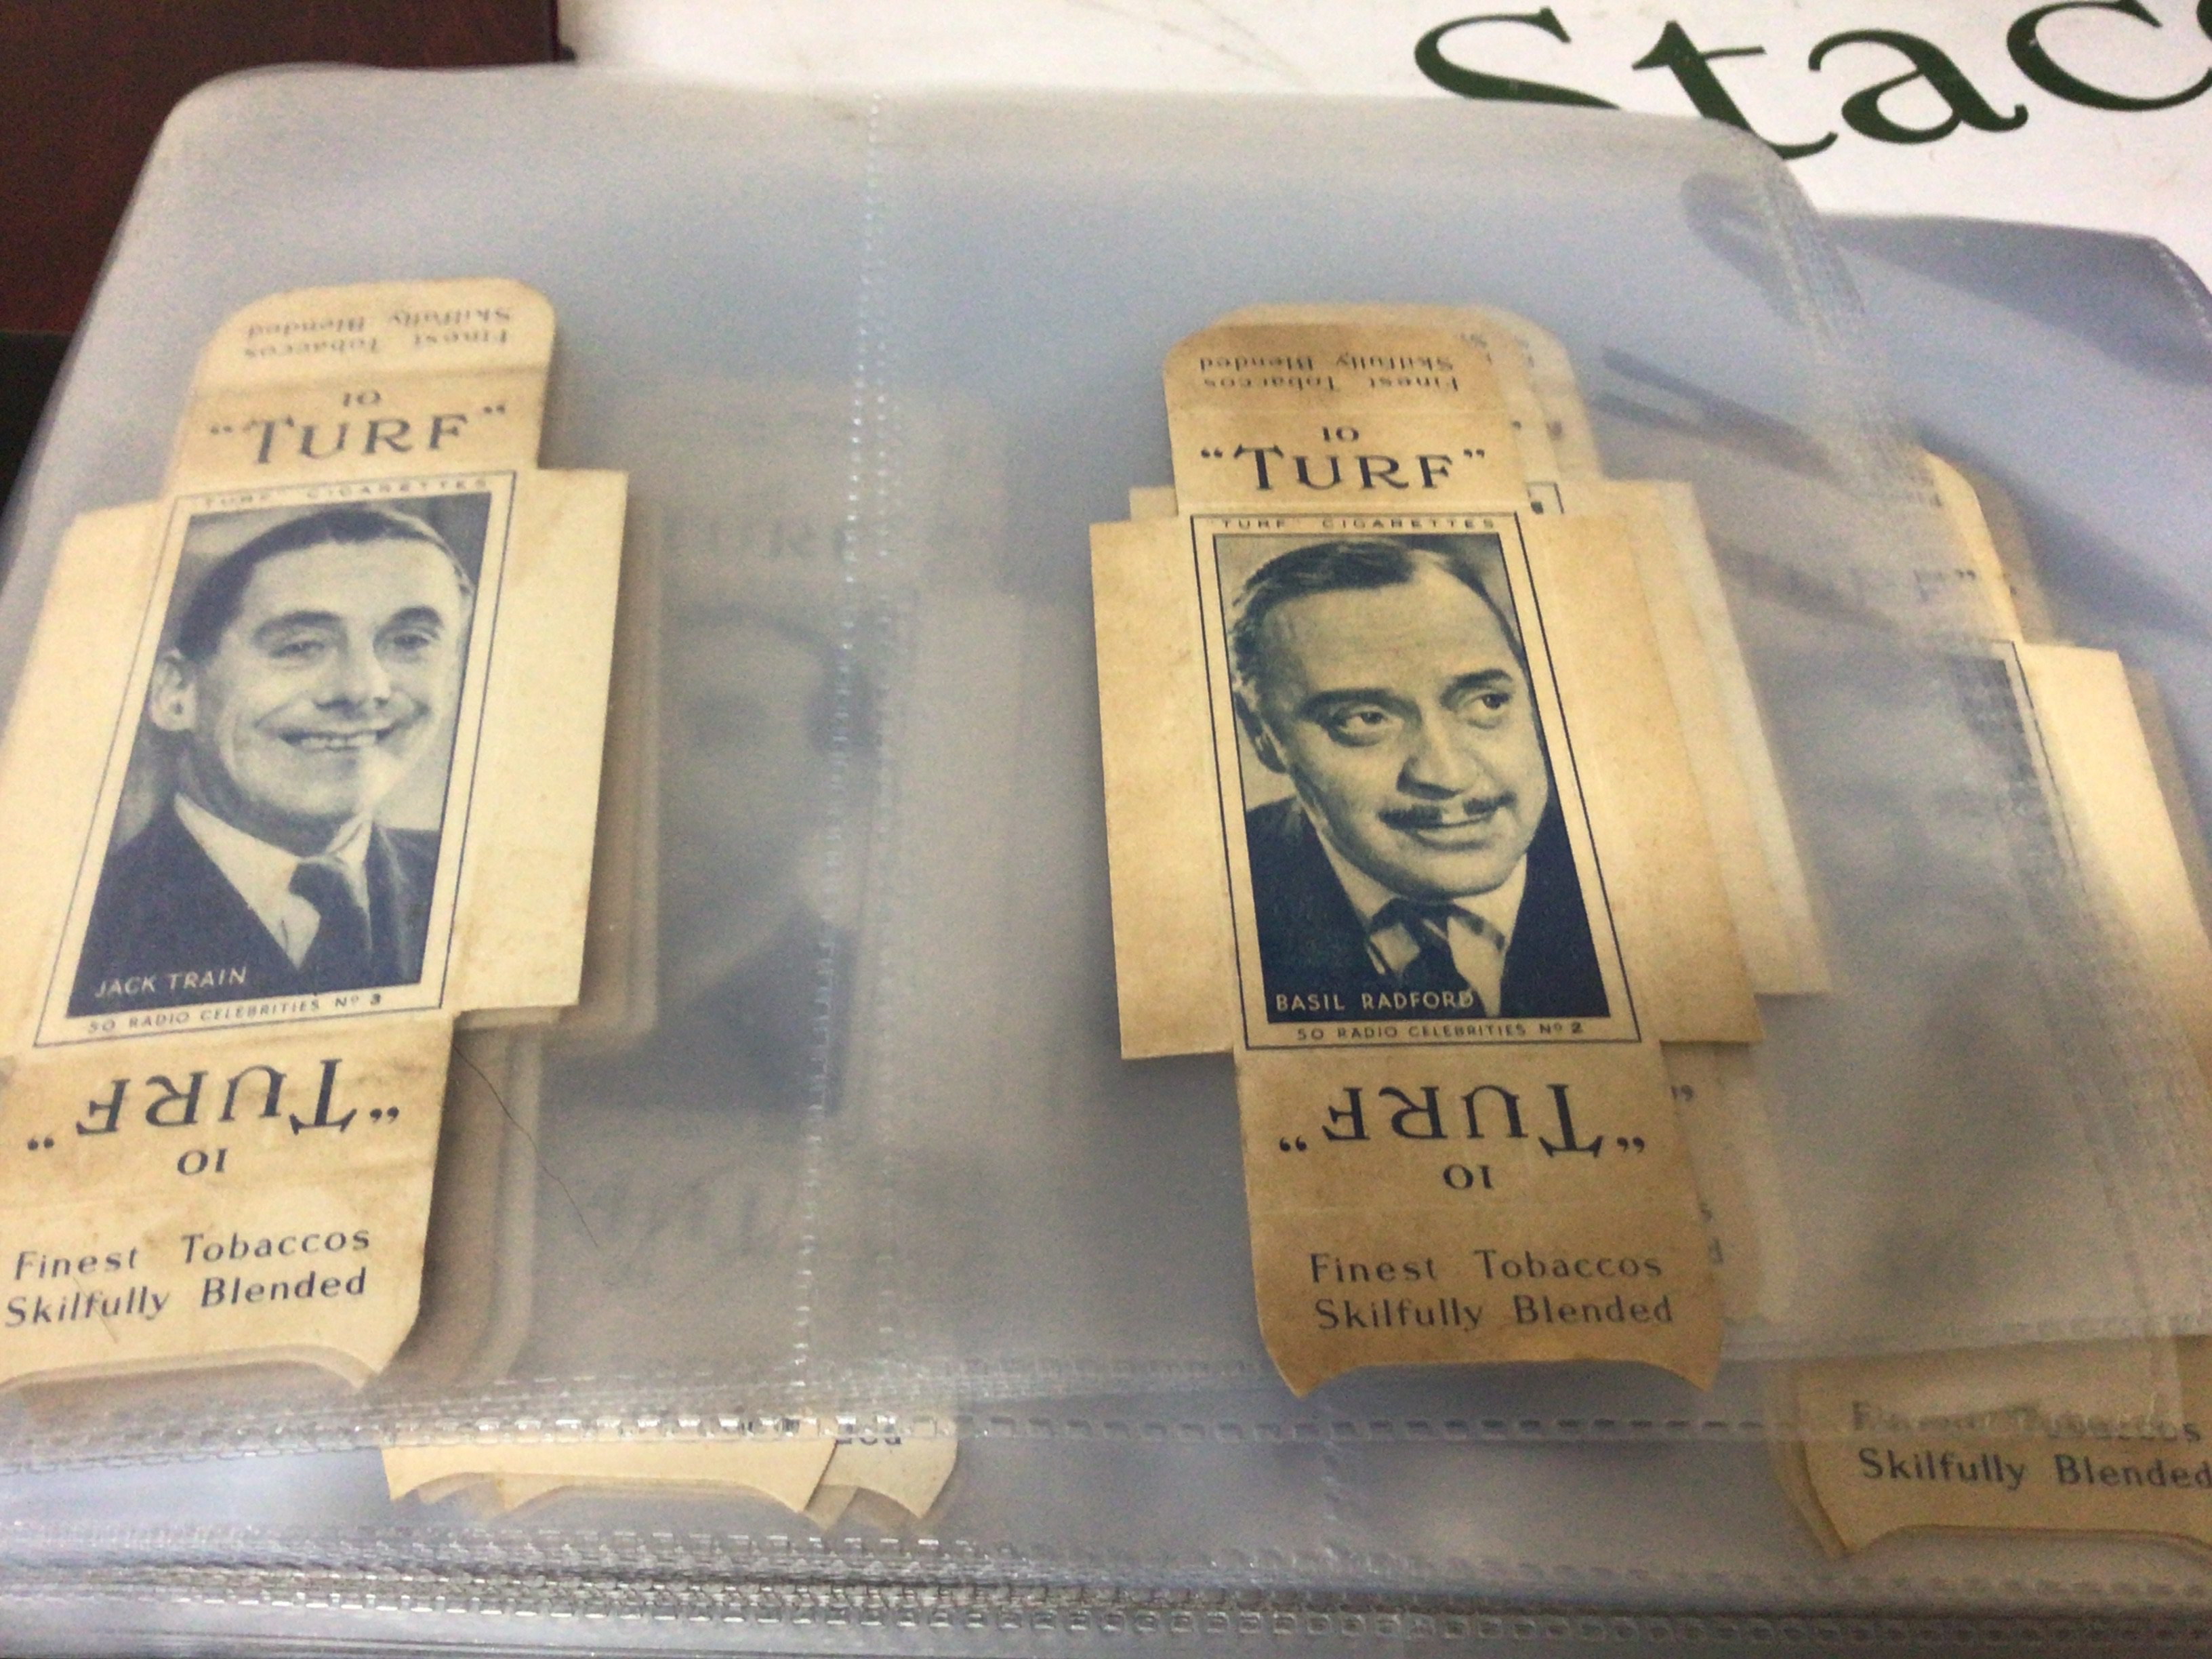 Stac
Finest Tobaccos
Skilfully Blended
10
"TURF"
"TURF" CIGARETTES
JACK TRAIN
50 RADIO CELEBRITIES Nº 3
"TURF"
10
Finest Tobaccos
Skilfully Blended
Finest Tobaccos
Skilfully Blended
10
"TURF"
"TURF" CIGARETTES
BASIL RADFORD
50 RADIO CELEBRITIES Nº 2
"TURF"
10
Finest Tobaccos
Skilfully Blended
Skilfully Blended